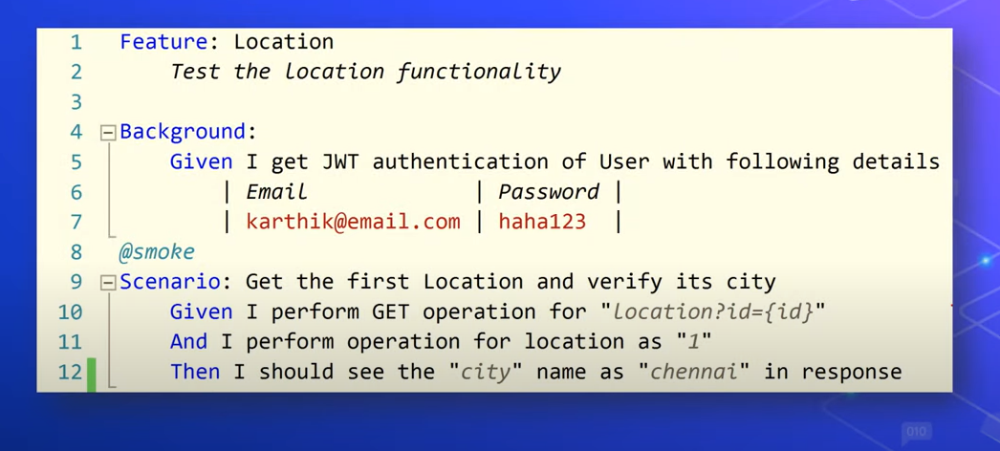 1 Feature: Location
2 Test the location functionality
3
4 Background:
5 Given I get JWT authentication of User with following details
6 | Email | Password |
7 | karthik@email.com | haha123 |
8 @smoke
9 Scenario: Get the first Location and verify its city
10 Given I perform GET operation for "location?id={id}"
11 And I perform operation for location as "1"
12 Then I should see the "city" name as "chennai" in response
010